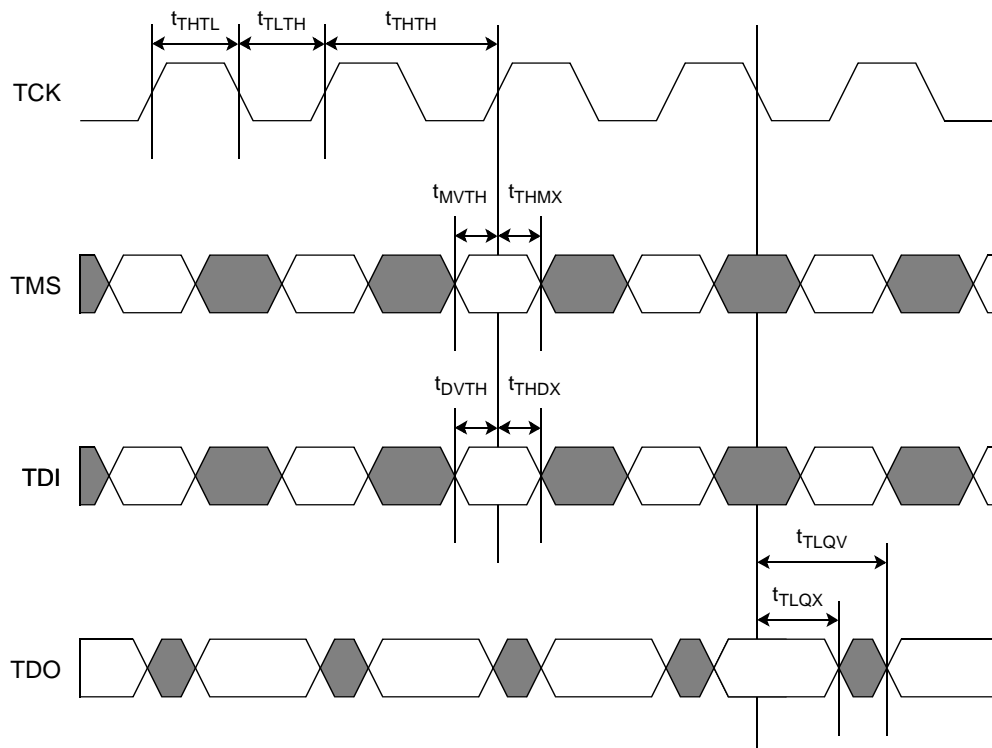 tTHTL tTLTH tTHTH
TCK
tMVTH tTHMX
TMS
tDVTH tTHDX
TDI
tTLQV
tTLQX
TDO